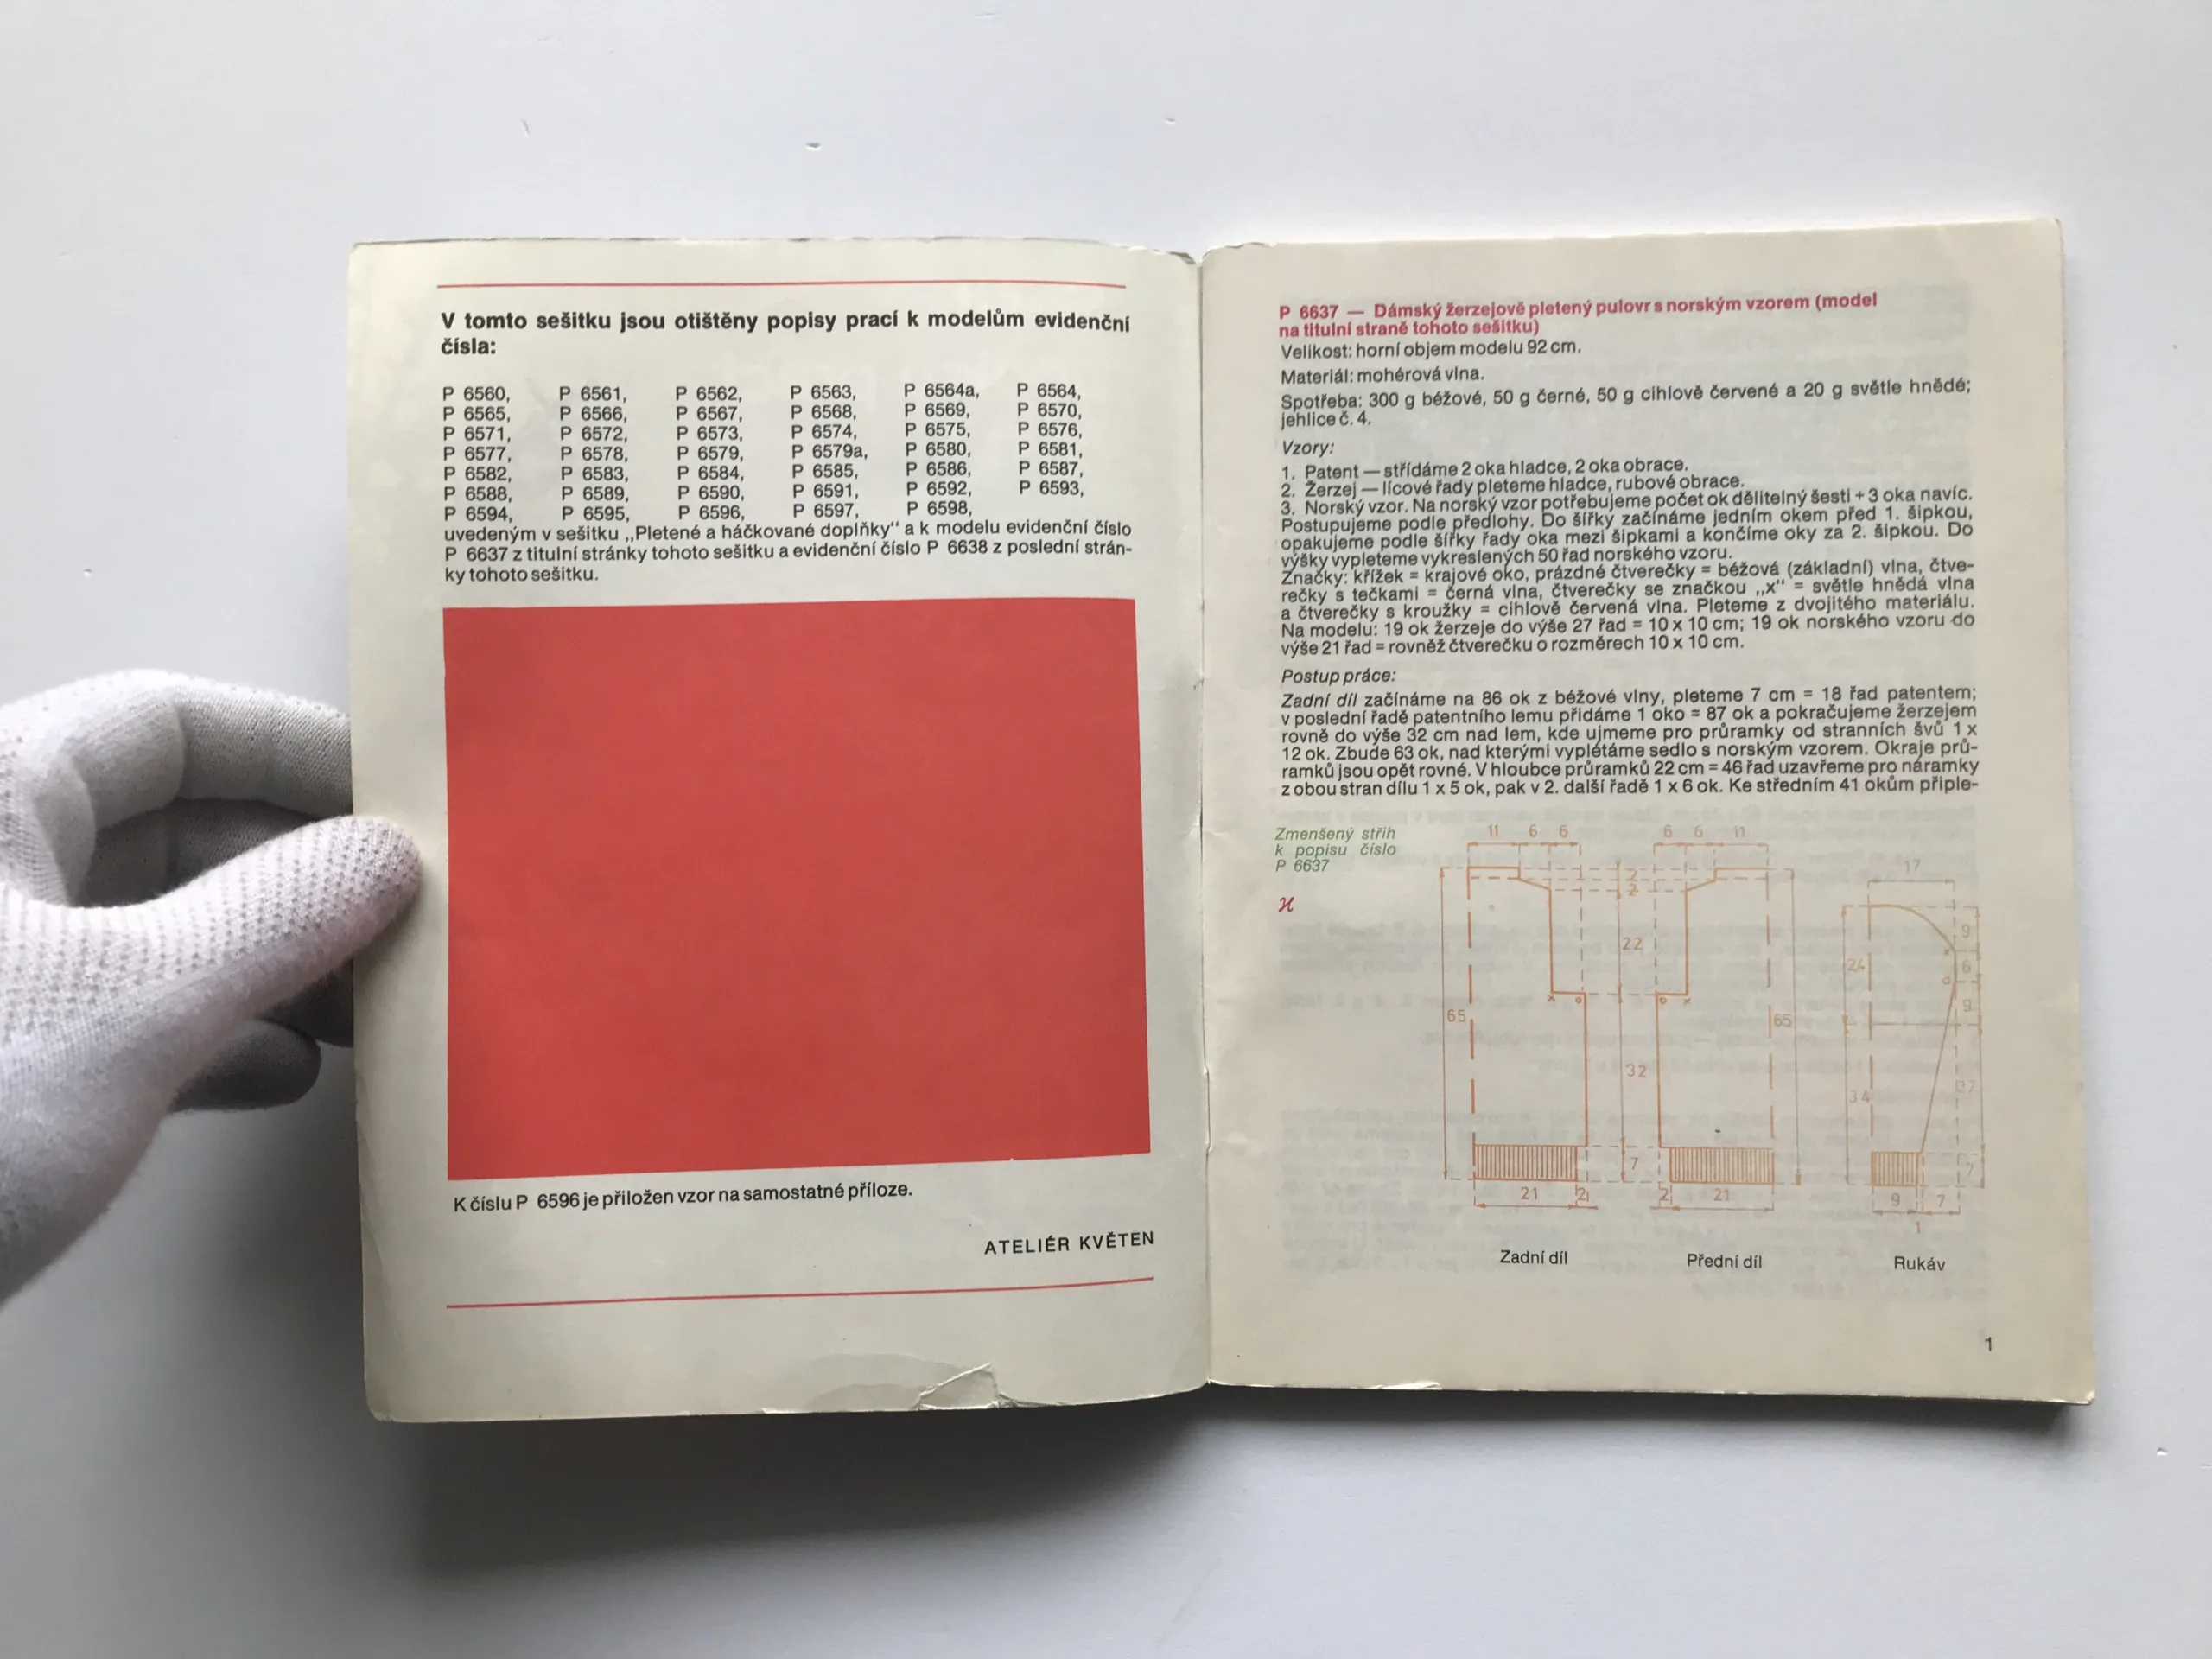 V tomto sešitku jsou otištěny popisy prací k modelům evidenční
čísla:
P 6560, P 6561, P 6562, P 6563, P 6564a, P 6564,
P 6565, P 6566, P 6567, P 6568, P 6569, P 6570,
P 6571, P 6572, P 6573, P 6574, P 6575, P 6576,
P 6577, P 6578, P 6579, P 6579a, P 6580, P 6581,
P 6582, P 6583, P 6584, P 6585, P 6586, P 6587,
P 6588, P 6589, P 6590, P 6591, P 6592, P 6593,
P 6594, P 6595, P 6596, P 6597, P 6598,
uvedeným v sešitku „Pletené a háčkované doplňky" a k modelu evidenční číslo
P 6637 z titulní stránky tohoto sešitku a evidenční číslo P 6638 z poslední strán-
ky tohoto sešitku.
K číslu P 6596 je přiložen vzor na samostatné příloze.
ATELIÉR KVĚTEN
P 6637 — Dámský žerzejově pletený pulovr s norským vzorem (model
na titulní straně tohoto sešitku)
Velikost: horní objem modelu 92 cm.
Materiál: mohérová vlna.
Spotřeba: 300 g béžové, 50 g černé, 50 g cihlově červené a 20 g světle hnědé;
jehlice č. 4.
Vzory:
1. Patent — střídáme 2 oka hladce, 2 oka obrace.
2. Žerzej — lícové řady pleteme hladce, rubové obrace.
3. Norský vzor. Na norský vzor potřebujeme počet ok dělitelný šesti + 3 oka navíc.
Postupujeme podle předlohy. Do šířky začínáme jedním okem před 1. šipkou,
opakujeme podle šířky řady oka mezi šipkami a končíme oky za 2. šipkou. Do
výšky vypleteme vykreslených 50 řad norského vzoru.
Značky: křížek = krajové oko, prázdné čtverečky = béžová (základní) vlna, čtve-
rečky s tečkami = černá vlna, čtverečky se značkou „x" = světle hnědá vlna
a čtverečky s kroužky = cihlově červená vlna. Pleteme z dvojitého materiálu.
Na modelu: 19 ok žerzeje do výše 27 řad = 10 x 10 cm; 19 ok norského vzoru do
výše 21 řad = rovněž čtverečku o rozměrech 10 x 10 cm.
Postup práce:
Zadní díl začínáme na 86 ok z béžové vlny, pleteme 7 cm = 18 řad patentem;
v poslední řadě patentního lemu přidáme 1 oko = 87 ok a pokračujeme žerzejem
rovně do výše 32 cm nad lem, kde ujmeme pro průramky od stranních švů 1 x
12 ok. Zbude 63 ok, nad kterými vyplétáme sedlo s norským vzorem. Okraje prů-
ramků jsou opět rovné. V hloubce průramků 22 cm = 46 řad uzavřeme pro náramky
z obou stran dílu 1 x 5 ok, pak v 2. další řadě 1 x 6 ok. Ke středním 41 okům připle-
Zmenšený střih
k popisu číslo
P 6637
11 6 6 6 6 11
2
2
17
22
9
24 6
9
65 65
32
27
34
7 7
21 2 2 21 9 7
1
Zadní díl Přední díl Rukáv
1